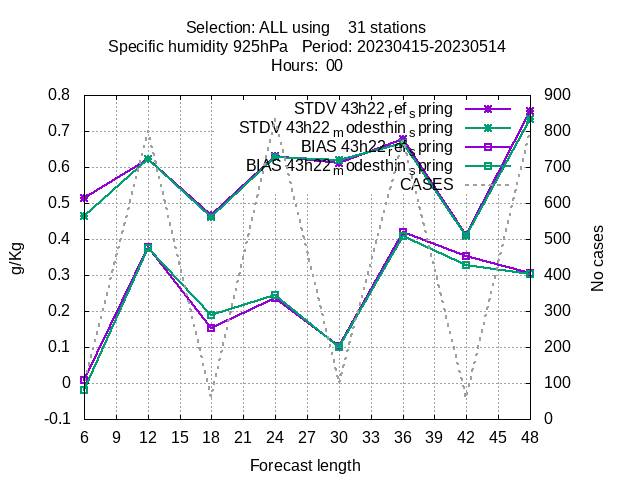 Selection: ALL using 31 stations
Specific humidity 925hPa Period: 20230415-20230514
Hours: 00
STDV 43h22_ref_spring
STDV 43h22_modesthin_spring
BIAS 43h22_ref_spring
BIAS 43h22_modesthin_spring
CASES
g/Kg
0.8
0.7
0.6
0.5
0.4
0.3
0.2
0.1
0
-0.1
900
800
700
600
500
400
300
200
100
0
No cases
6 9 12 15 18 21 24 27 30 33 36 39 42 45 48
Forecast length